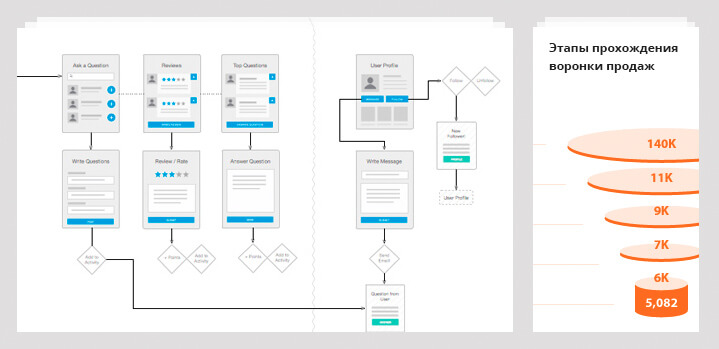 Ask a Question
Reviews
Top Questions
User Profile
Follow
Unfollow
New
Follower!
Write Questions
Review / Rate
Answer Question
Write Message
User Profile
Add to
Activity
+ Points
Add to
Activity
+ Points
Add to
Activity
Send
Email
Question from
User
Этапы прохождения
воронки продаж
140K
11K
9K
7K
6K
5,082